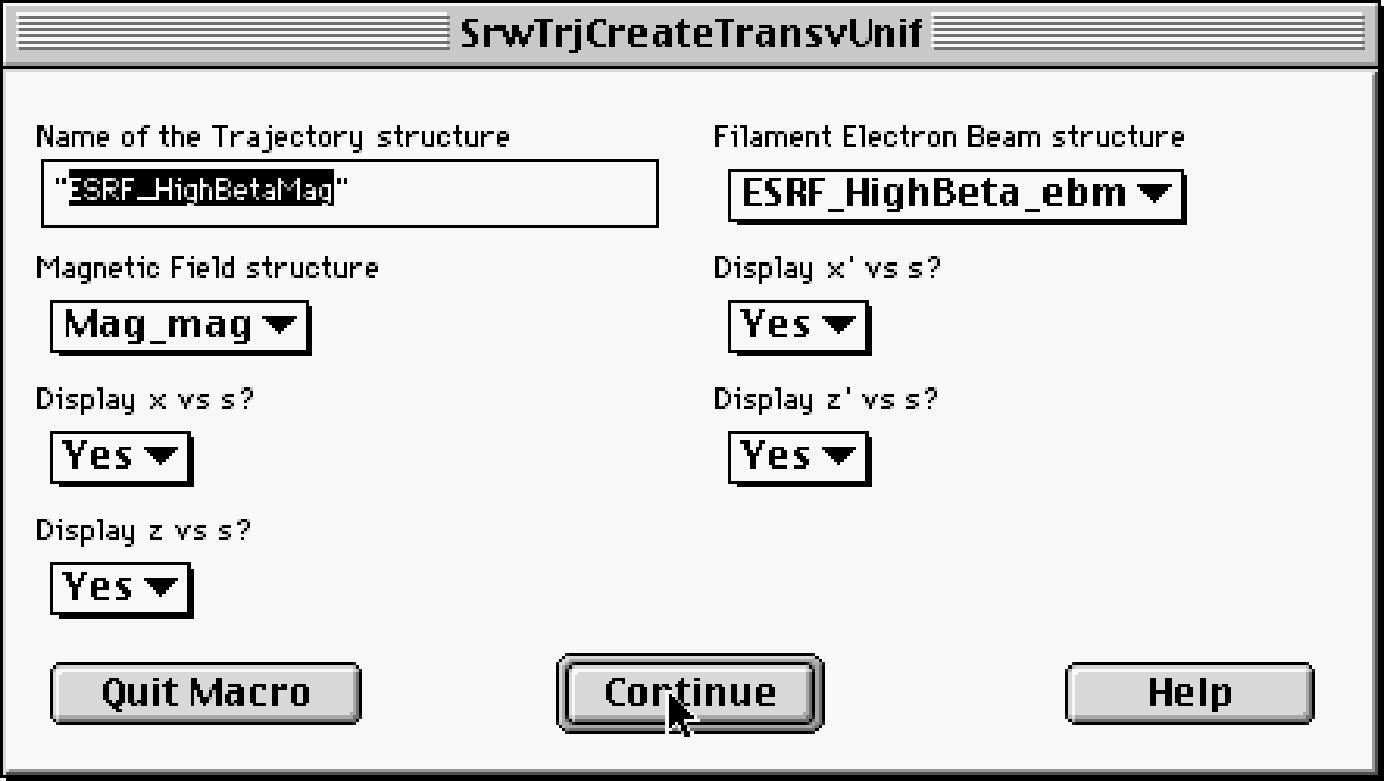 SrwTrjCreateTransvUnif
Name of the Trajectory structure
"ESRF_HighBetaMag"
Filament Electron Beam structure
ESRF_HighBeta_ebm
Magnetic Field structure
Mag_mag
Display x' vs s?
Yes
Display x vs s?
Yes
Display z' vs s?
Yes
Display z vs s?
Yes
Quit Macro
Continue
Help